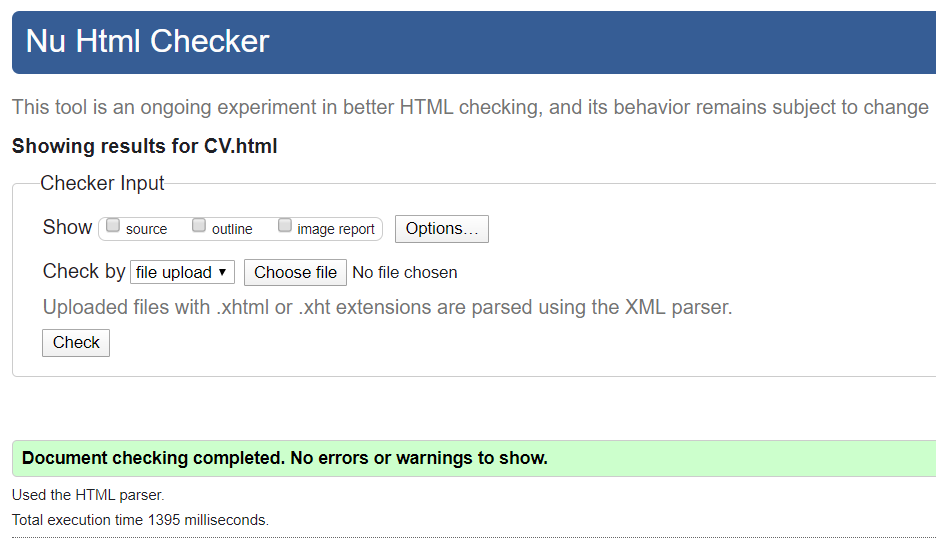 Nu Html Checker
This tool is an ongoing experiment in better HTML checking, and its behavior remains subject to change
Showing results for CV.html
Checker Input
Show source outline image report Options...
Check by file upload ▼ Choose file No file chosen
Uploaded files with .xhtml or .xht extensions are parsed using the XML parser.
Check
Document checking completed. No errors or warnings to show.
Used the HTML parser.
Total execution time 1395 milliseconds.